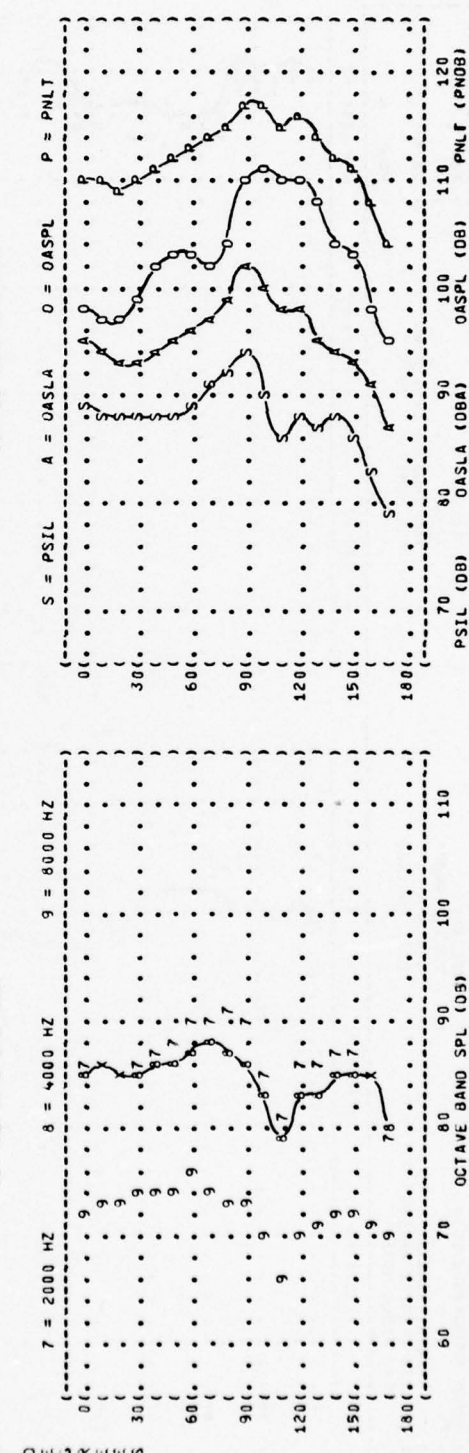 7 = 2000 HZ 8 = 4000 HZ 9 = 8000 HZ
0
30
60
90
120
150
180
60 70 80 90 100 110
OCTAVE BAND SPL (DB)
S = PSIL A = OASLA O = OASPL P = PNLT
0
30
60
90
120
150
180
70 80 90 100 110 120
PSIL (DB) OASLA (DBA) OASPL (DB) PNLT (PNDB)